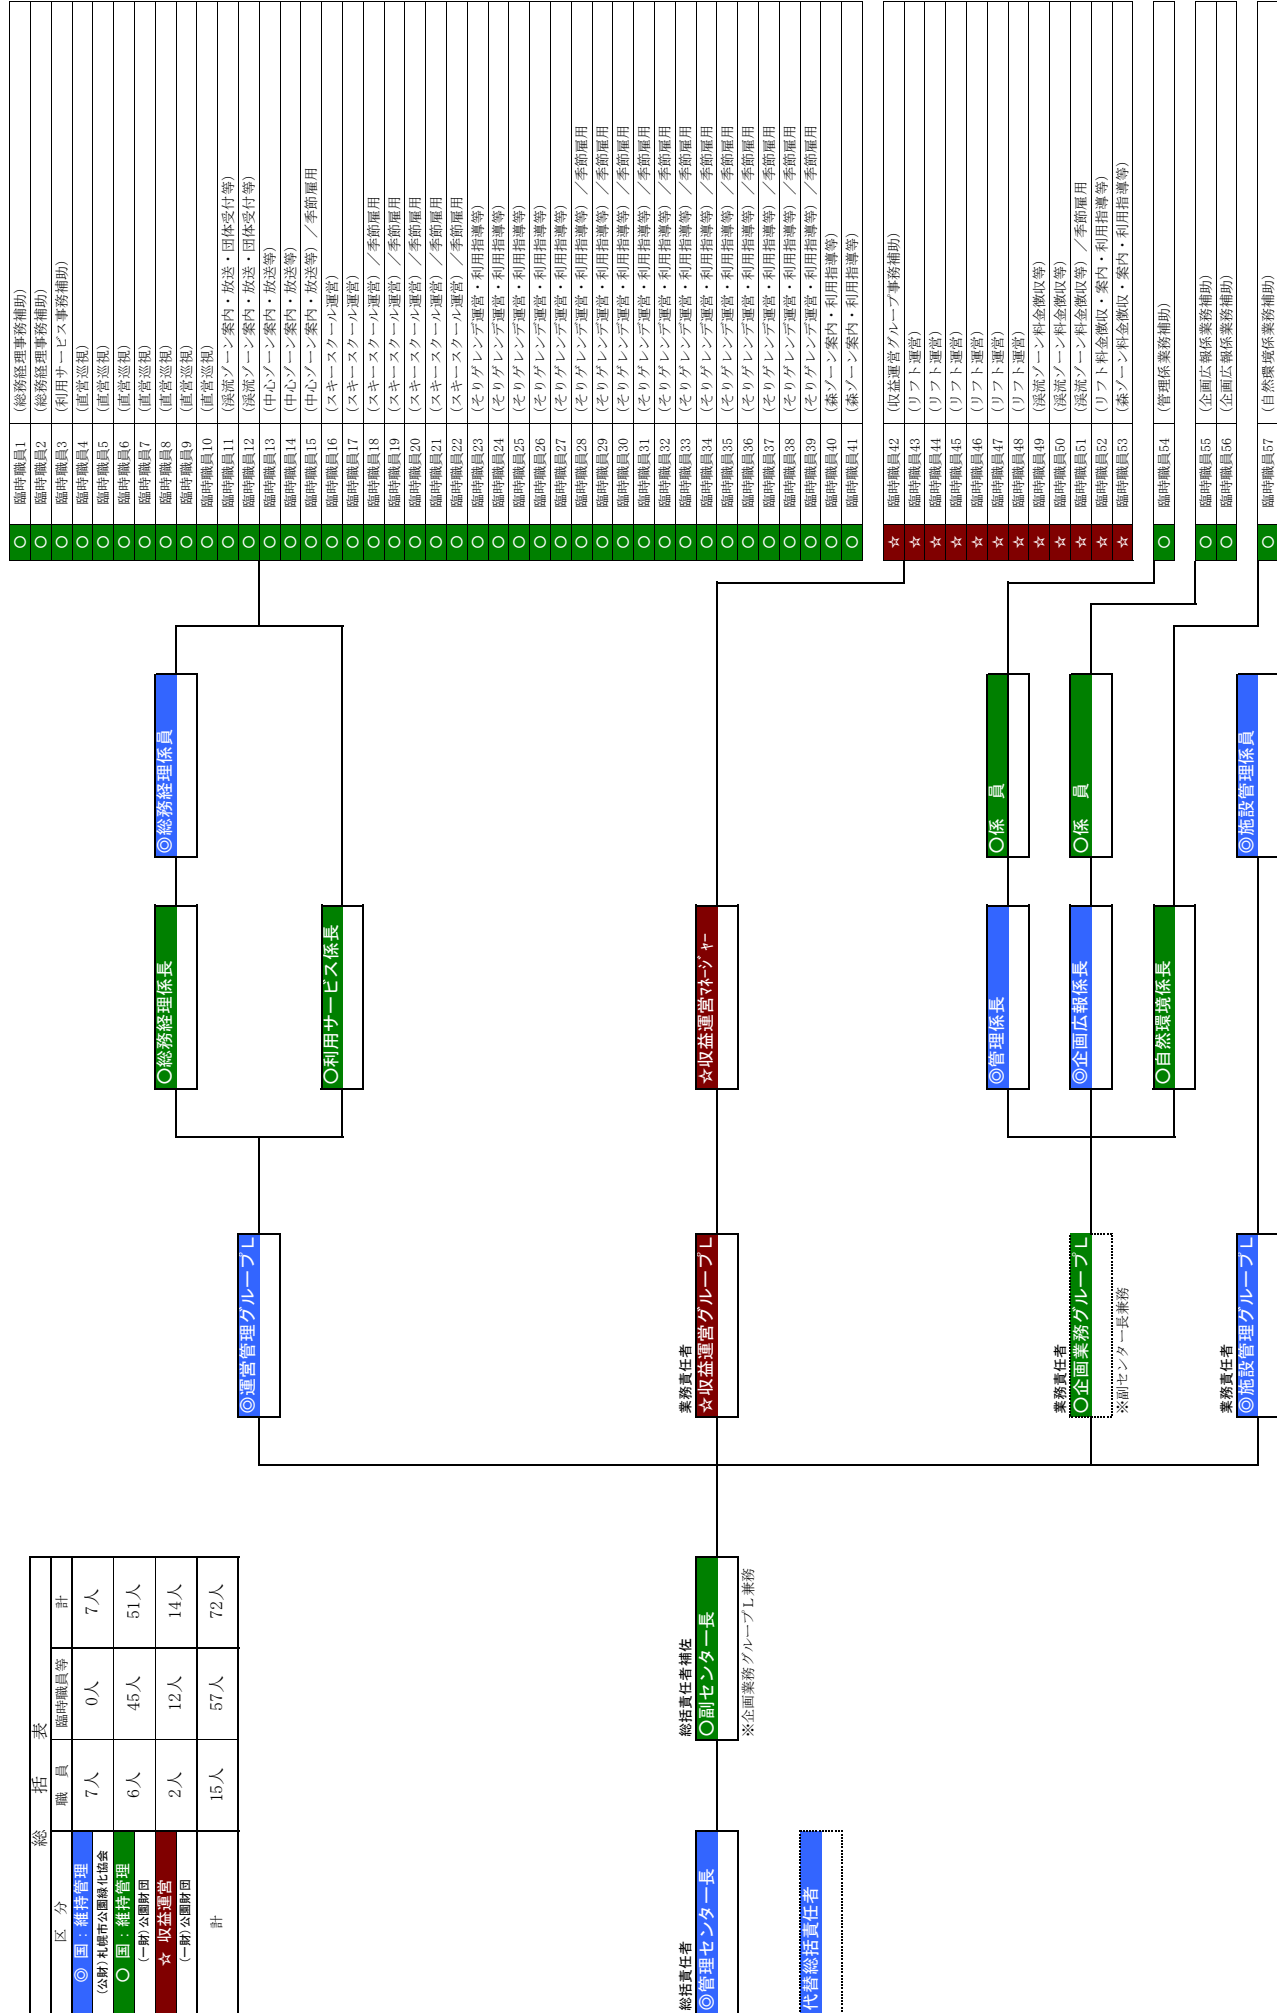 総括表
区分 職員 臨時職員等 計
◎ 国：維持管理 7人 0人 7人
(公財)札幌市公園緑化協会
〇 国：維持管理 6人 45人 51人
(一財)公園財団
☆ 収益運営 2人 12人 14人
(一財)公園財団
計 15人 57人 72人
総括責任者
◎管理センター長
代替総括責任者
総括責任者補佐
〇副センター長
※企画業務グループＬ兼務
◎運営管理グループＬ
業務責任者
☆収益運営グループＬ
業務責任者
〇企画業務グループＬ
※副センター長兼務
業務責任者
◎施設管理グループＬ
〇総務経理係長
〇利用サービス係長
☆収益運営ﾏﾈｰｼﾞｬｰ
◎管理係長
◎企画広報係長
〇自然環境係長
◎総務経理係員
〇係　員
〇係　員
◎施設管理係員
〇 臨時職員1 （総務経理事務補助）
〇 臨時職員2 （総務経理事務補助）
〇 臨時職員3 （利用サービス事務補助）
〇 臨時職員4 （直営巡視）
〇 臨時職員5 （直営巡視）
〇 臨時職員6 （直営巡視）
〇 臨時職員7 （直営巡視）
〇 臨時職員8 （直営巡視）
〇 臨時職員9 （直営巡視）
〇 臨時職員10 （直営巡視）
〇 臨時職員11 （渓流ゾーン案内・放送・団体受付等）
〇 臨時職員12 （渓流ゾーン案内・放送・団体受付等）
〇 臨時職員13 （中心ゾーン案内・放送等）
〇 臨時職員14 （中心ゾーン案内・放送等）
〇 臨時職員15 （中心ゾーン案内・放送等）／季節雇用
〇 臨時職員16 （スキースクール運営）
〇 臨時職員17 （スキースクール運営）
〇 臨時職員18 （スキースクール運営）／季節雇用
〇 臨時職員19 （スキースクール運営）／季節雇用
〇 臨時職員20 （スキースクール運営）／季節雇用
〇 臨時職員21 （スキースクール運営）／季節雇用
〇 臨時職員22 （スキースクール運営）／季節雇用
〇 臨時職員23 （そりゲレンデ運営・利用指導等）
〇 臨時職員24 （そりゲレンデ運営・利用指導等）
〇 臨時職員25 （そりゲレンデ運営・利用指導等）
〇 臨時職員26 （そりゲレンデ運営・利用指導等）
〇 臨時職員27 （そりゲレンデ運営・利用指導等）
〇 臨時職員28 （そりゲレンデ運営・利用指導等）／季節雇用
〇 臨時職員29 （そりゲレンデ運営・利用指導等）／季節雇用
〇 臨時職員30 （そりゲレンデ運営・利用指導等）／季節雇用
〇 臨時職員31 （そりゲレンデ運営・利用指導等）／季節雇用
〇 臨時職員32 （そりゲレンデ運営・利用指導等）／季節雇用
〇 臨時職員33 （そりゲレンデ運営・利用指導等）／季節雇用
〇 臨時職員34 （そりゲレンデ運営・利用指導等）／季節雇用
〇 臨時職員35 （そりゲレンデ運営・利用指導等）／季節雇用
〇 臨時職員36 （そりゲレンデ運営・利用指導等）／季節雇用
〇 臨時職員37 （そりゲレンデ運営・利用指導等）／季節雇用
〇 臨時職員38 （そりゲレンデ運営・利用指導等）／季節雇用
〇 臨時職員39 （そりゲレンデ運営・利用指導等）／季節雇用
〇 臨時職員40 （森ゾーン案内・利用指導等）
〇 臨時職員41 （森ゾーン案内・利用指導等）
☆ 臨時職員42 （収益運営グループ事務補助）
☆ 臨時職員43 （リフト運営）
☆ 臨時職員44 （リフト運営）
☆ 臨時職員45 （リフト運営）
☆ 臨時職員46 （リフト運営）
☆ 臨時職員47 （リフト運営）
☆ 臨時職員48 （リフト運営）
☆ 臨時職員49 （渓流ゾーン料金徴収等）
☆ 臨時職員50 （渓流ゾーン料金徴収等）
☆ 臨時職員51 （渓流ゾーン料金徴収等）／季節雇用
☆ 臨時職員52 （リフト料金徴収・案内・利用指導等）
☆ 臨時職員53 （森ゾーン料金徴収・案内・利用指導等）
〇 臨時職員54 （管理係業務補助）
〇 臨時職員55 （企画広報係業務補助）
〇 臨時職員56 （企画広報係業務補助）
〇 臨時職員57 （自然環境係業務補助）